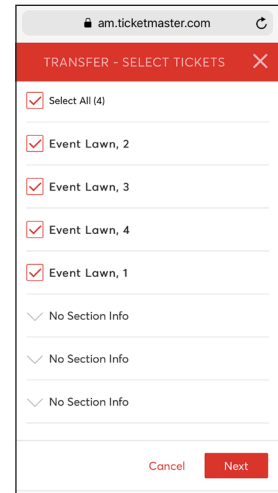 am.ticketmaster.com
TRANSFER - SELECT TICKETS
Select All (4)
Event Lawn, 2
Event Lawn, 3
Event Lawn, 4
Event Lawn, 1
No Section Info
No Section Info
No Section Info
Cancel Next